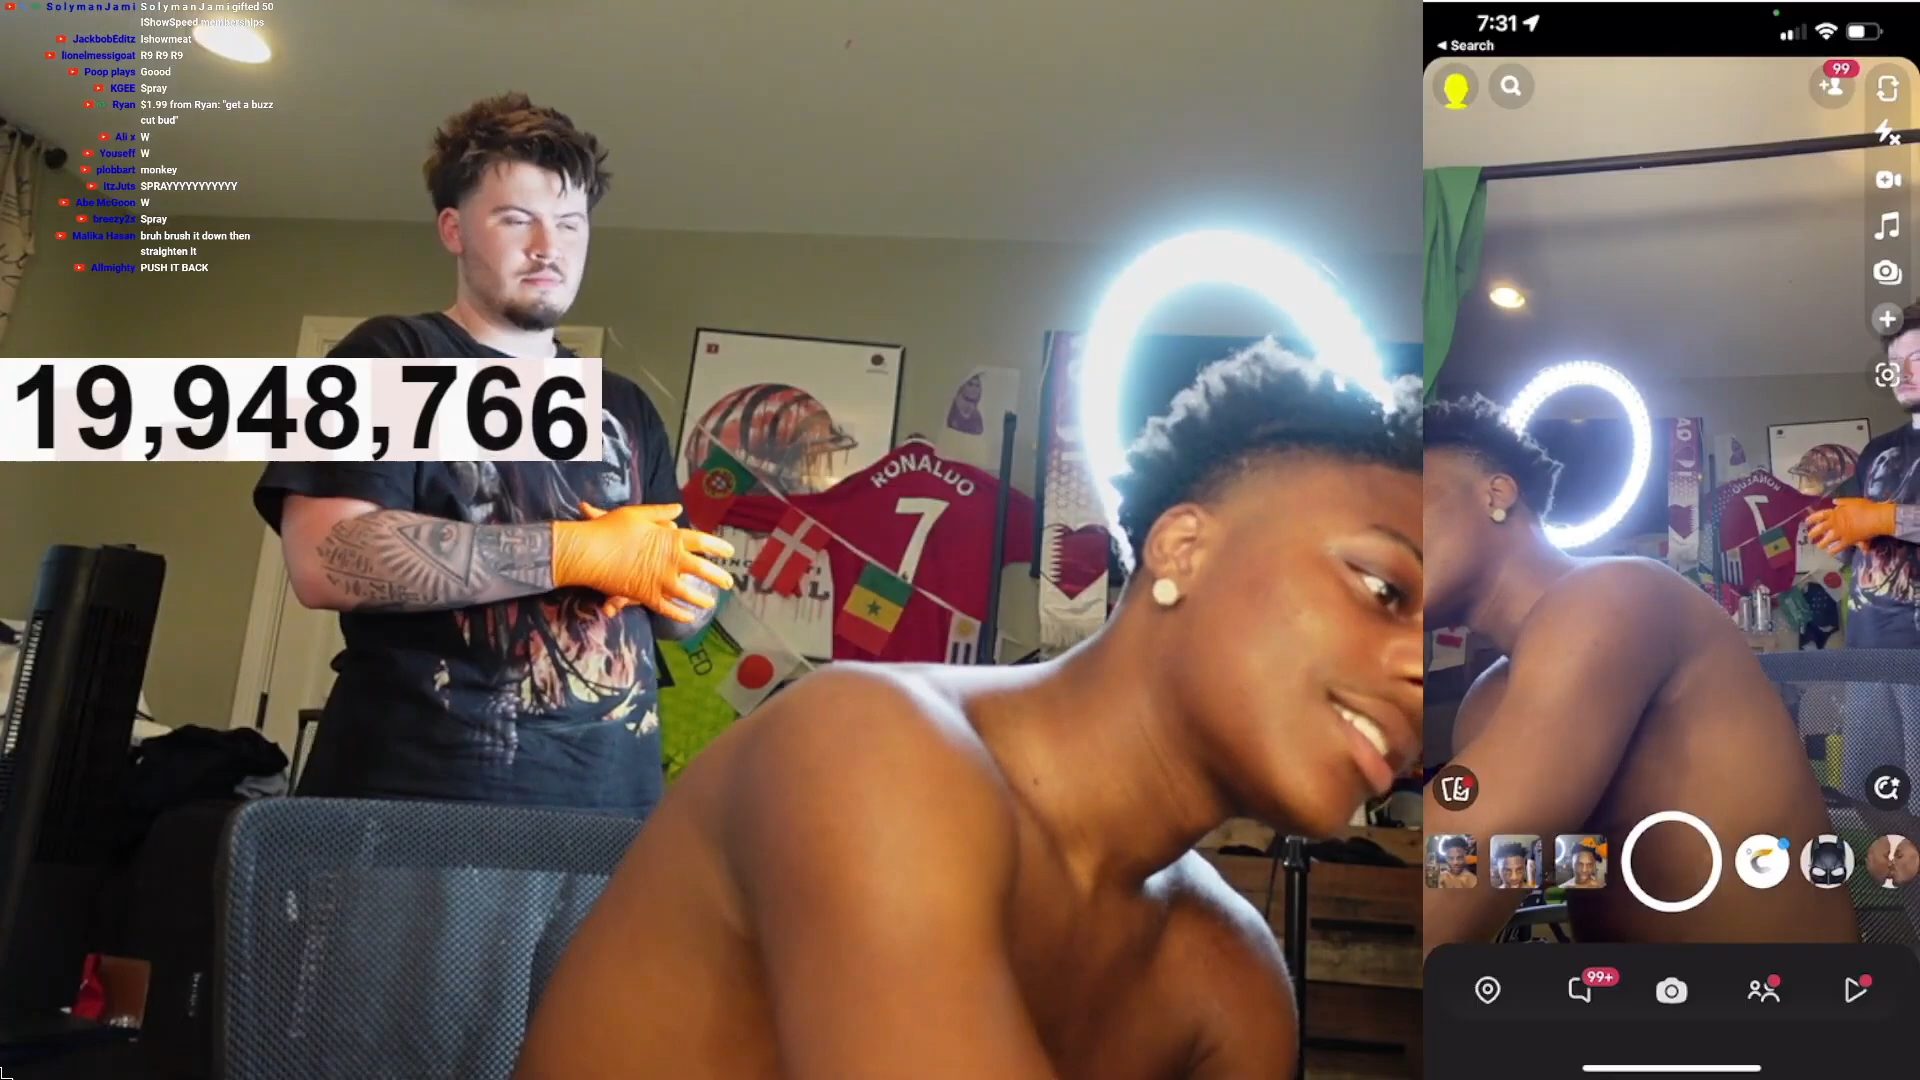 SolymanJami SolymanJami gifted 50
IShowSpeed memberships
JackbobEditz Ishowmeat
lionelmessigoat R9 R9 R9
Poop plays Goood
KGEE Spray
Ryan $1.99 from Ryan: "get a buzz
cut bud"
Ali x W
Youseff W
plobbart monkey
ItzJuts SPRAYYYYYYYYYYY
Abe McGoon W
breezy2x Spray
Malika Hasan bruh brush it down then
straighten it
Allmighty PUSH IT BACK
19,948,766
RONALDO
7
7:31
Search
99
99+